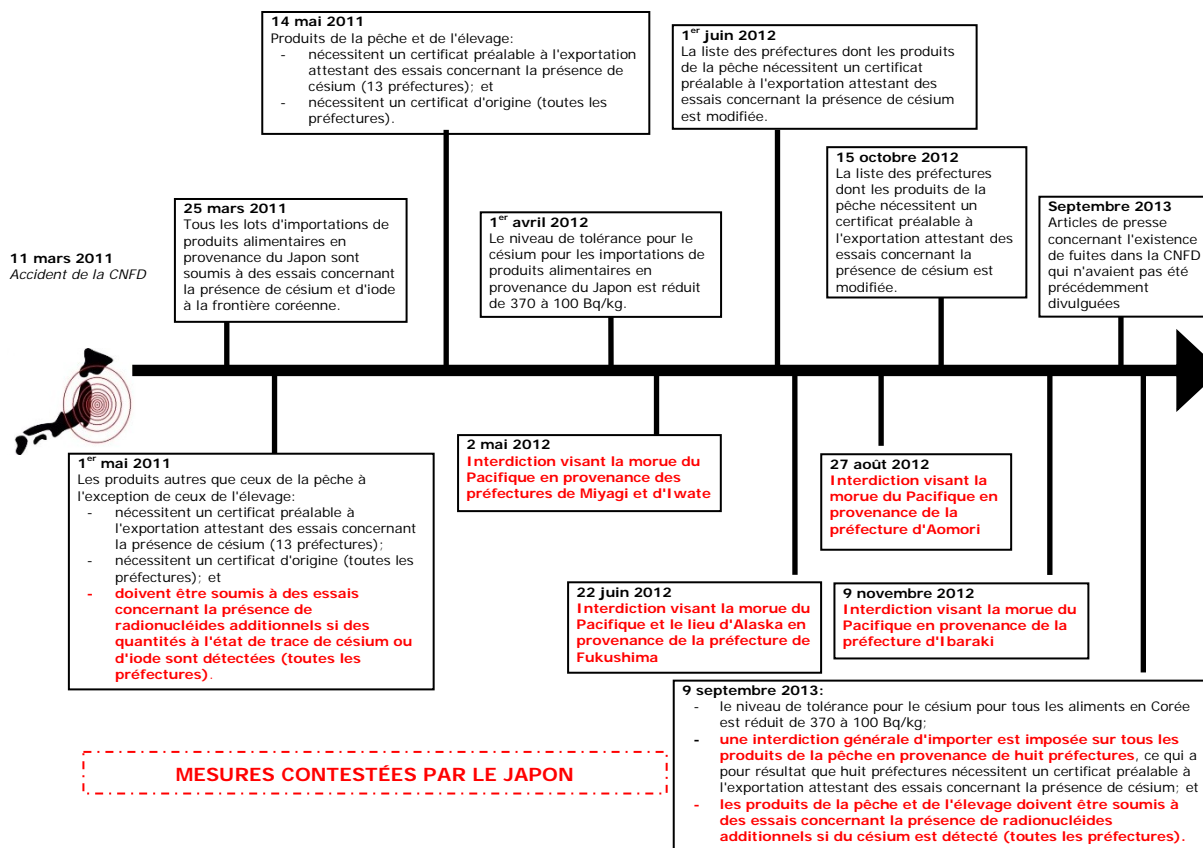 14 mai 2011
Produits de la pêche et de l'élevage:
- nécessitent un certificat préalable à l'exportation
attestant des essais concernant la présence de
césium (13 préfectures); et
- nécessitent un certificat d'origine (toutes les
préfectures).
1er juin 2012
La liste des préfectures dont les produits
de la pêche nécessitent un certificat
préalable à l'exportation attestant des
essais concernant la présence de césium
est modifiée.
11 mars 2011
Accident de la CNFD
25 mars 2011
Tous les lots d'importations de
produits alimentaires en
provenance du Japon sont
soumis à des essais concernant
la présence de césium et d'iode
à la frontière coréenne.
1er avril 2012
Le niveau de tolérance pour le
césium pour les importations de
produits alimentaires en
provenance du Japon est réduit
de 370 à 100 Bq/kg.
15 octobre 2012
La liste des préfectures
dont les produits de la
pêche nécessitent un
certificat préalable à
l'exportation attestant des
essais concernant la
présence de césium est
modifiée.
Septembre 2013
Articles de presse
concernant l'existence
de fuites dans la CNFD
qui n'avaient pas été
précédemment
divulguées
1er mai 2011
Les produits autres que ceux de la pêche à
l'exception de ceux de l'élevage:
- nécessitent un certificat préalable à
l'exportation attestant des essais concernant
la présence de césium (13 préfectures);
- nécessitent un certificat d'origine (toutes les
préfectures); et
- doivent être soumis à des essais
concernant la présence de
radionucléides additionnels si des
quantités à l'état de trace de césium ou
d'iode sont détectées (toutes les
préfectures).
2 mai 2012
Interdiction visant la morue du
Pacifique en provenance des
préfectures de Miyagi et d'Iwate
22 juin 2012
Interdiction visant la morue du
Pacifique et le lieu d'Alaska en
provenance de la préfecture de
Fukushima
27 août 2012
Interdiction visant la
morue du Pacifique en
provenance de la
préfecture d'Aomori
9 novembre 2012
Interdiction visant la morue du
Pacifique en provenance de la
préfecture d'Ibaraki
9 septembre 2013:
- le niveau de tolérance pour le césium pour tous les aliments en Corée
est réduit de 370 à 100 Bq/kg;
- une interdiction générale d'importer est imposée sur tous les
produits de la pêche en provenance de huit préfectures, ce qui a
pour résultat que huit préfectures nécessitent un certificat préalable à
l'exportation attestant des essais concernant la présence de césium; et
- les produits de la pêche et de l'élevage doivent être soumis à
des essais concernant la présence de radionucléides
additionnels si du césium est détecté (toutes les préfectures).
MESURES CONTESTÉES PAR LE JAPON